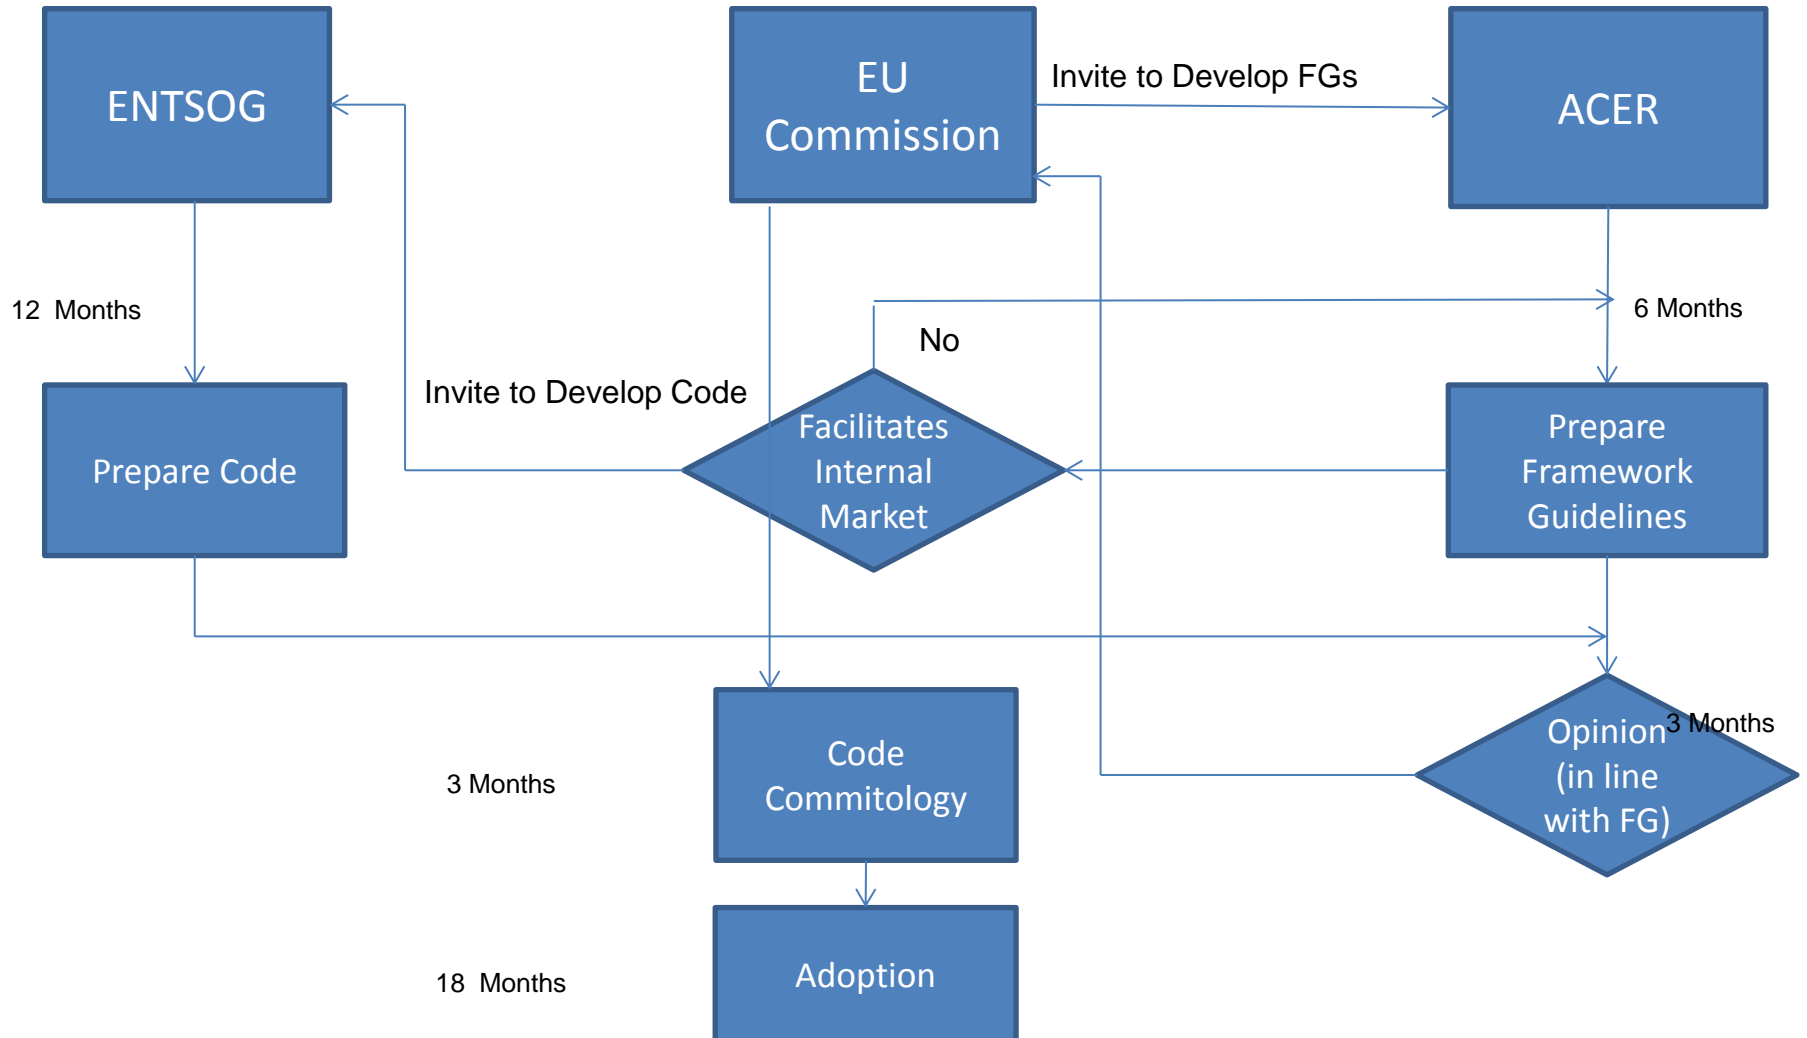 ENTSOG
EU
Commission
Invite to Develop FGs
ACER
12 Months
6 Months
No
Invite to Develop Code
Prepare Code
Facilitates
Internal
Market
Prepare
Framework
Guidelines
3 Months
Code
Commitology
Opinion
(in line
with FG)
3 Months
18 Months
Adoption